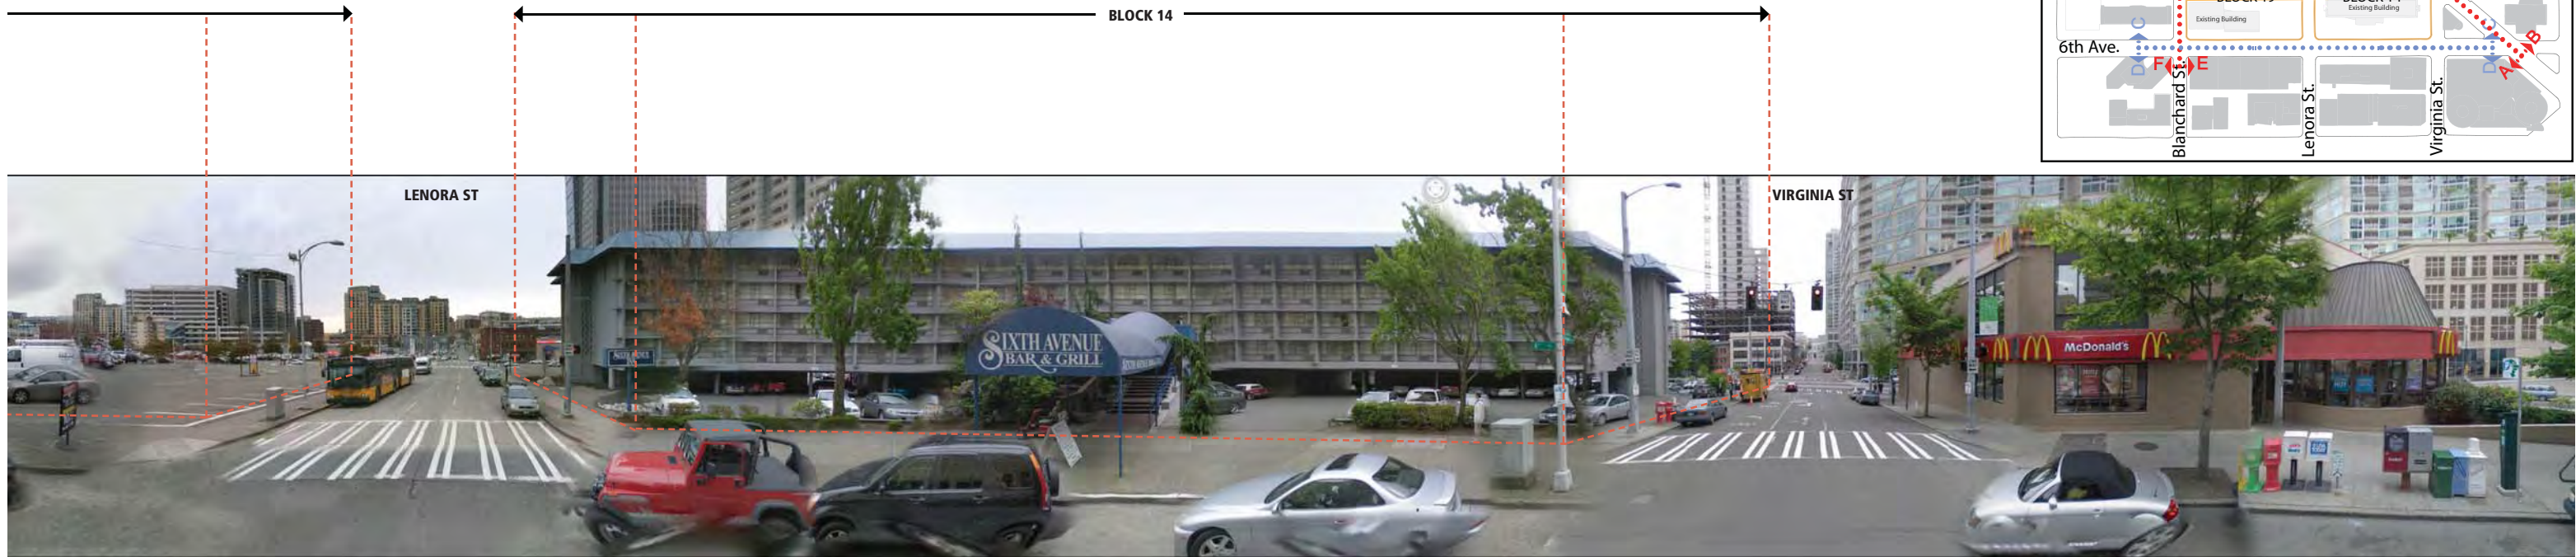 BLOCK 14
Existing Building
Existing Building
C
6th Ave.
D
F
E
D
A
B
Blanchard St.
Lenora St.
Virginia St.
LENORA ST
VIRGINIA ST
SIXTH AVENUE
BAR & GRILL
McDonald's